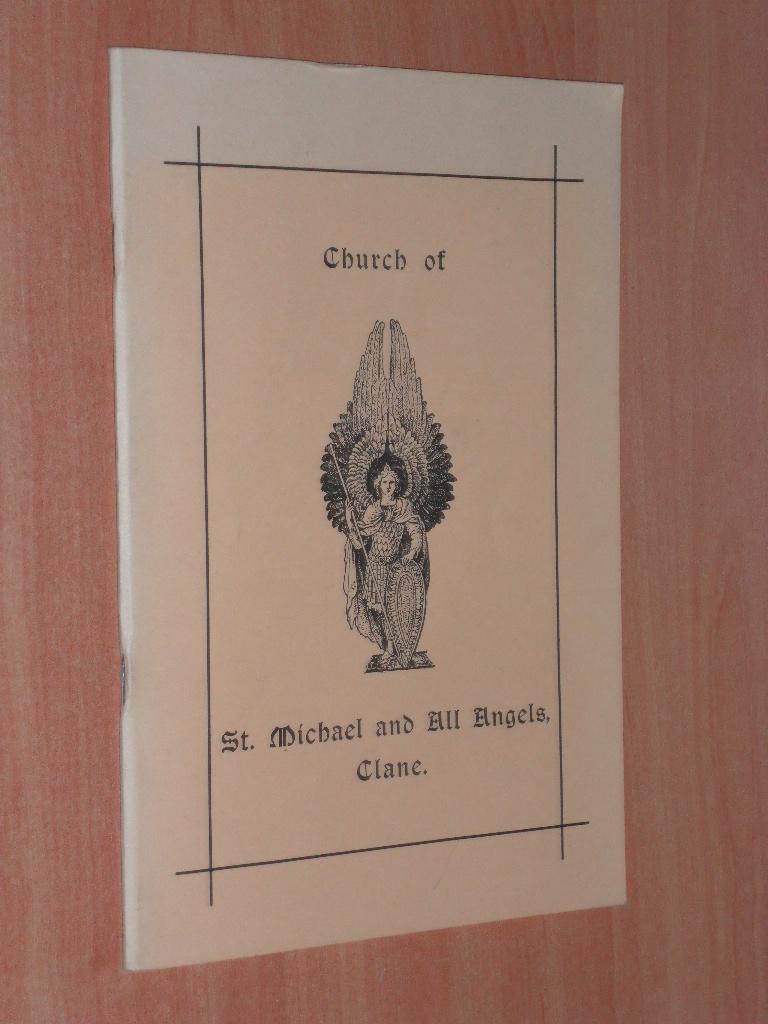 Church of
St. Michael and All Angels,
Clane.